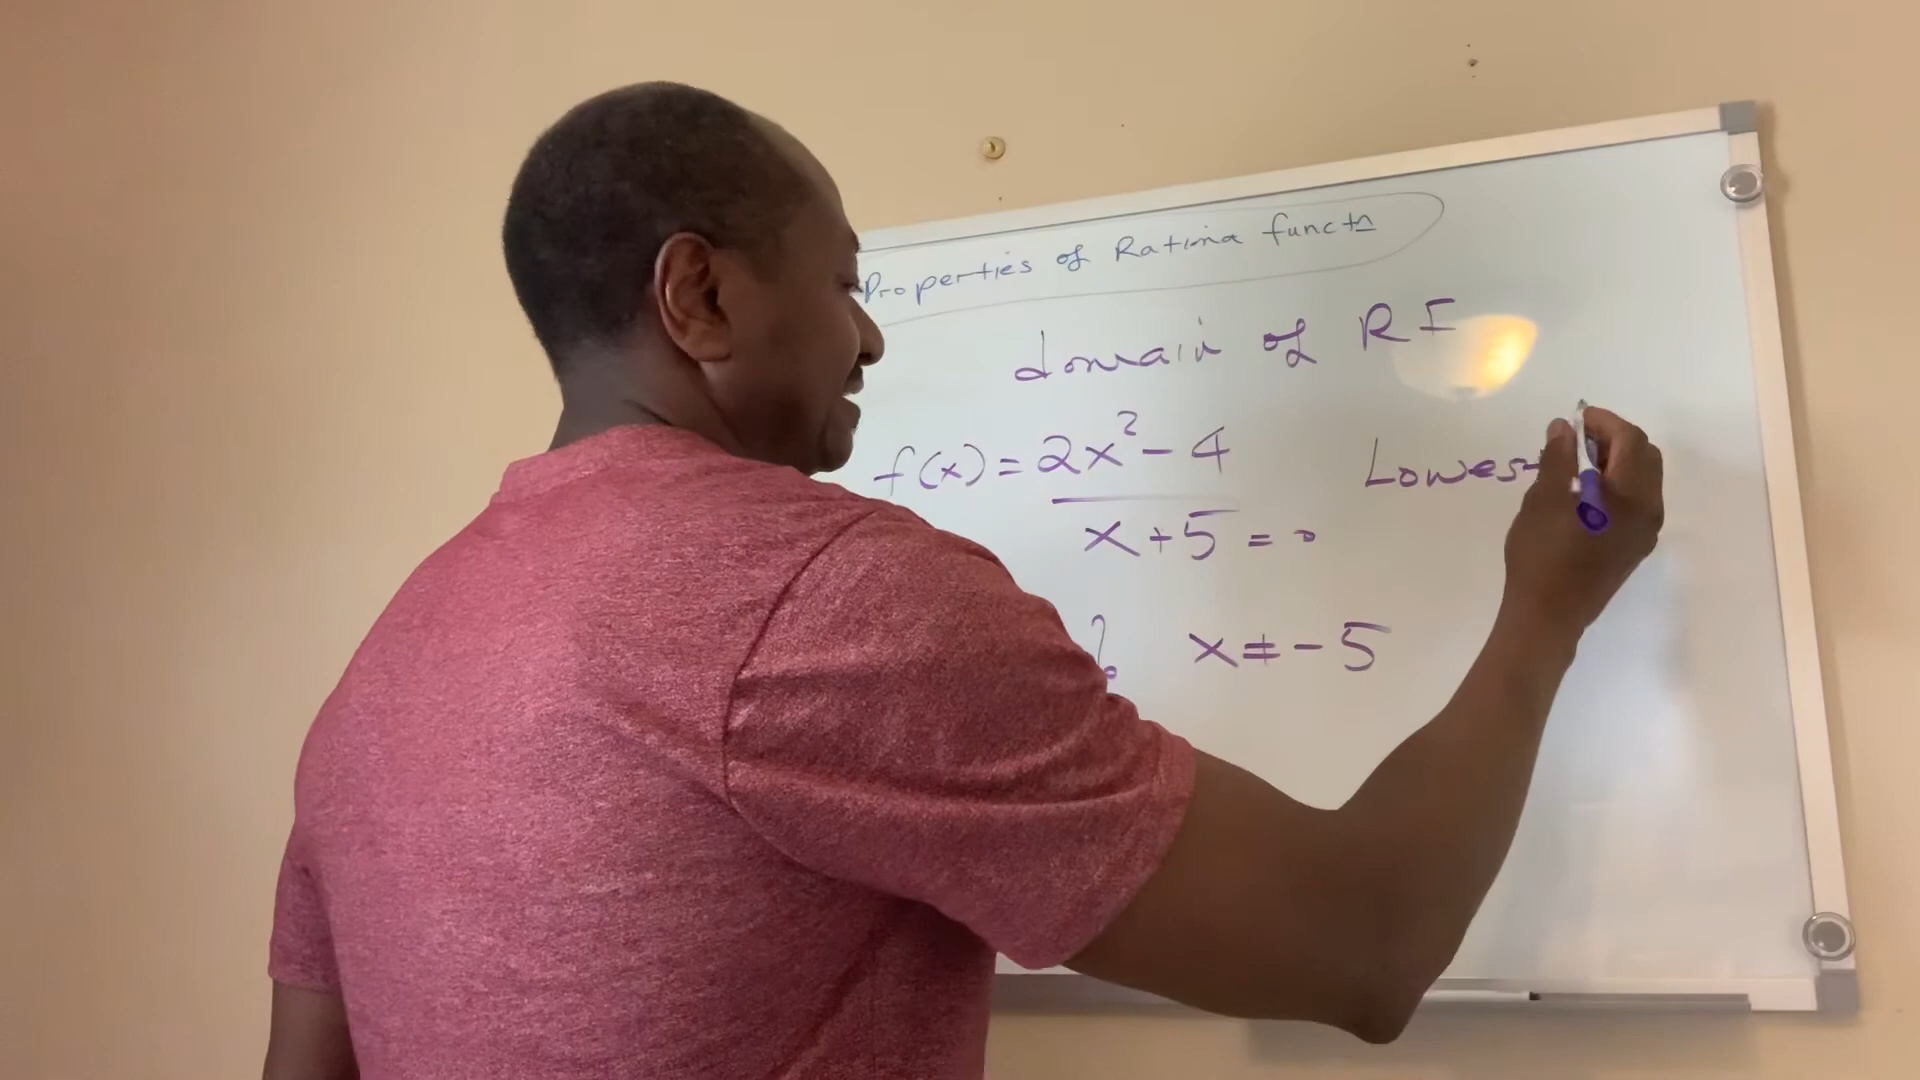 Properties of Rationa functn
domain of RF
f(x) = 2x² - 4 Lowest
x + 5 = 0
x ≠ - 5